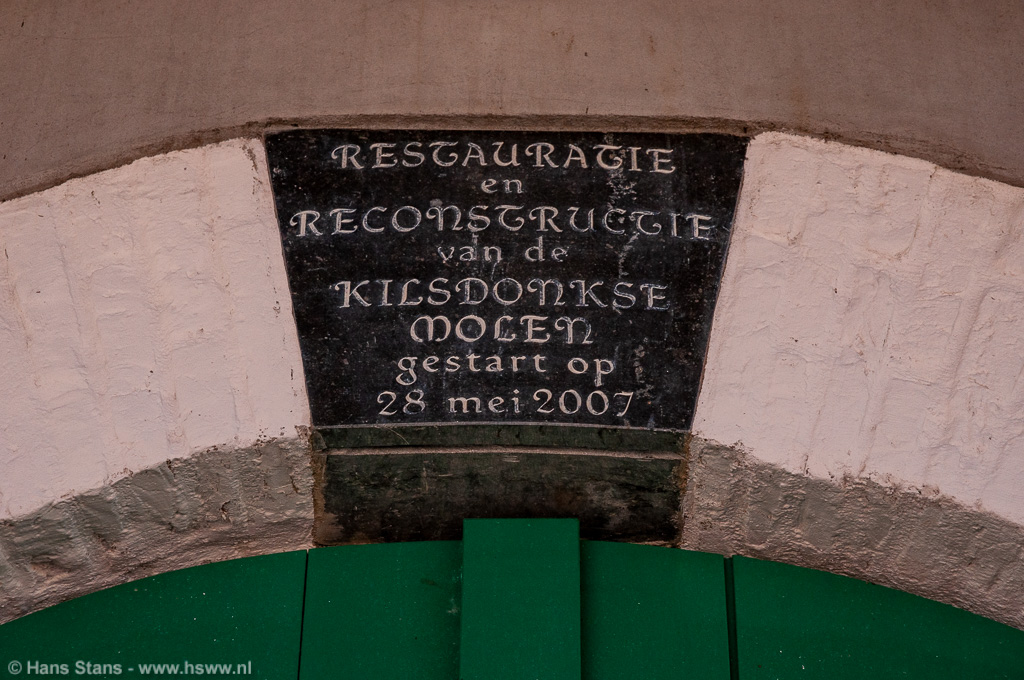 RESTAURATIE
en
RECONSTRUCTIE
van de
KILSDONKSE
MOLEN
gestart op
28 mei 2007
© Hans Stans - www.hsww.nl